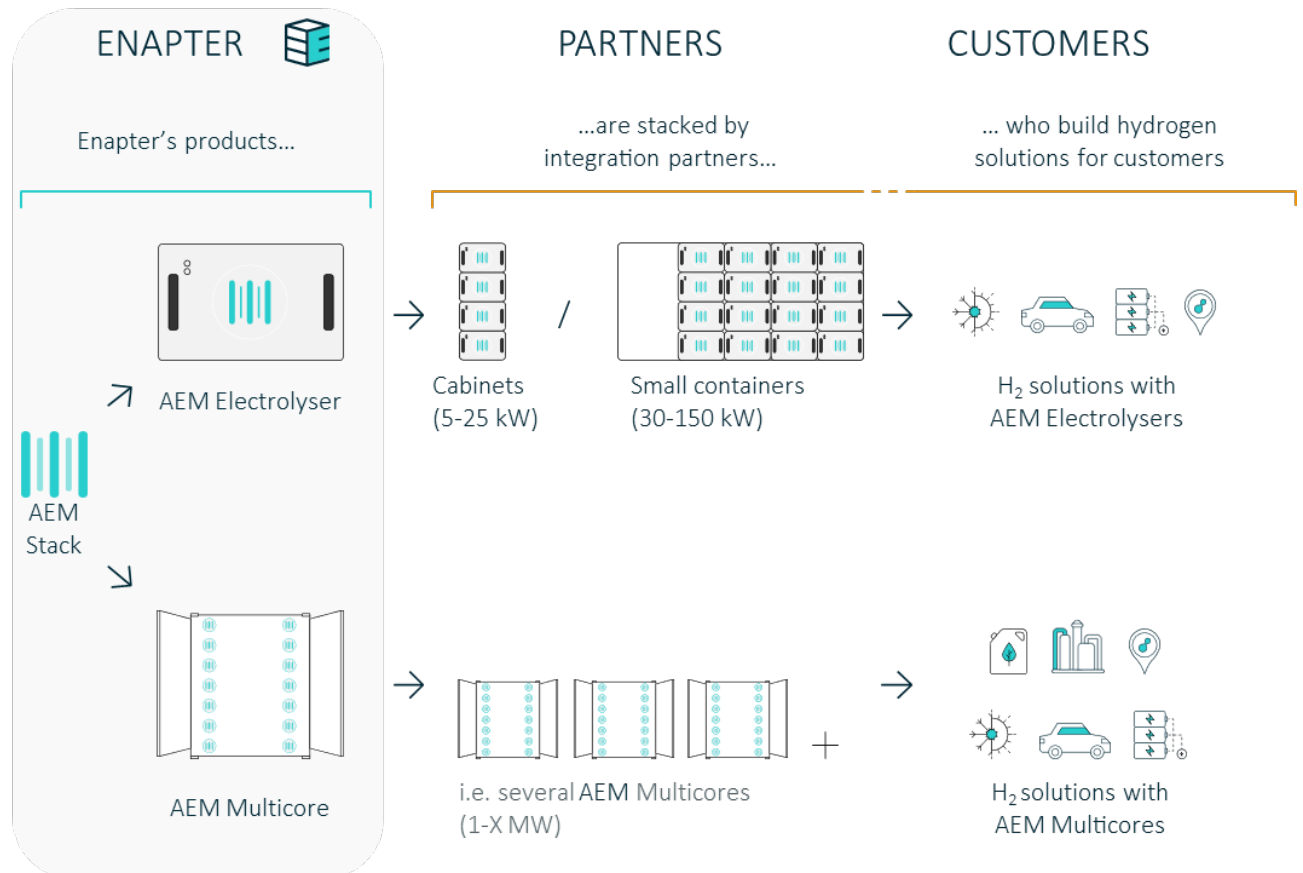 ENAPTER
PARTNERS
CUSTOMERS
Enapter’s products…
…are stacked by
integration partners…
… who build hydrogen
solutions for customers
AEM Electrolyser
Cabinets
(5-25 kW)
/
Small containers
(30-150 kW)
H₂ solutions with
AEM Electrolysers
AEM
Stack
AEM Multicore
+
i.e. several AEM Multicores
(1-X MW)
H₂ solutions with
AEM Multicores